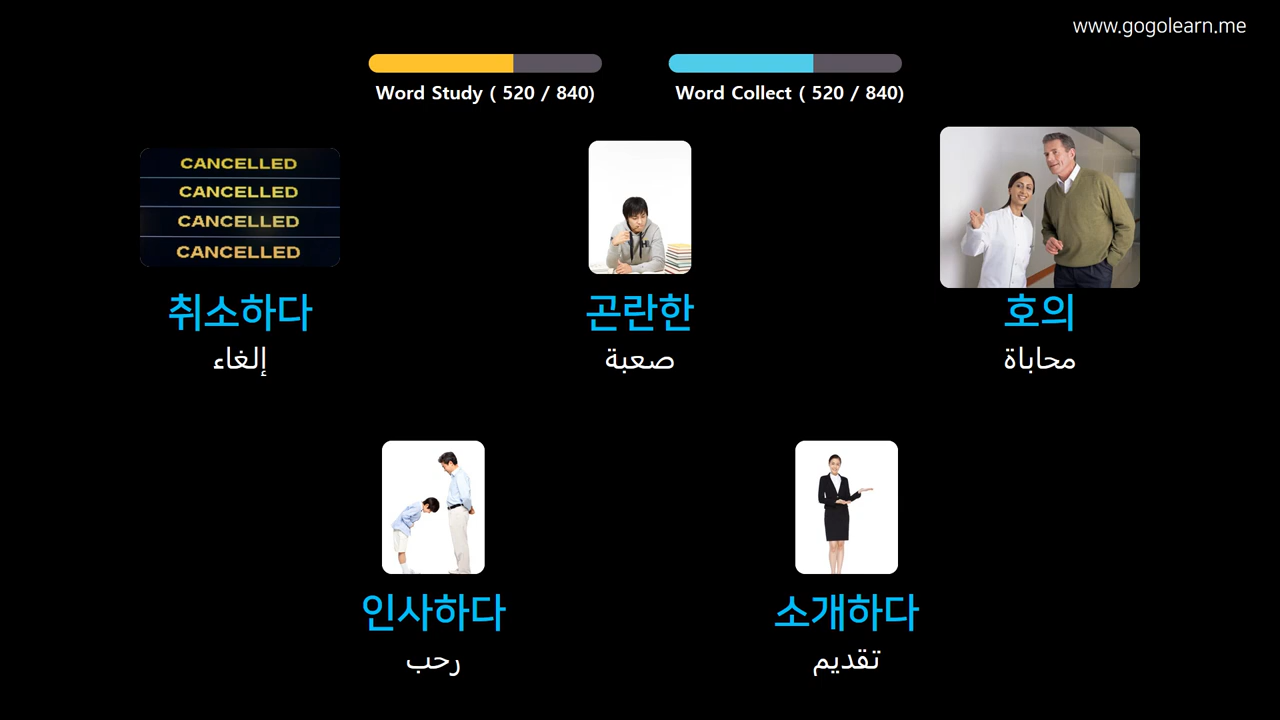 www.gogolearn.me
Word Study ( 520 / 840)
Word Collect ( 520 / 840)
CANCELLED
CANCELLED
CANCELLED
CANCELLED
취소하다
إلغاء
곤란한
صعبة
호의
محاباة
인사하다
رحب
소개하다
تقديم